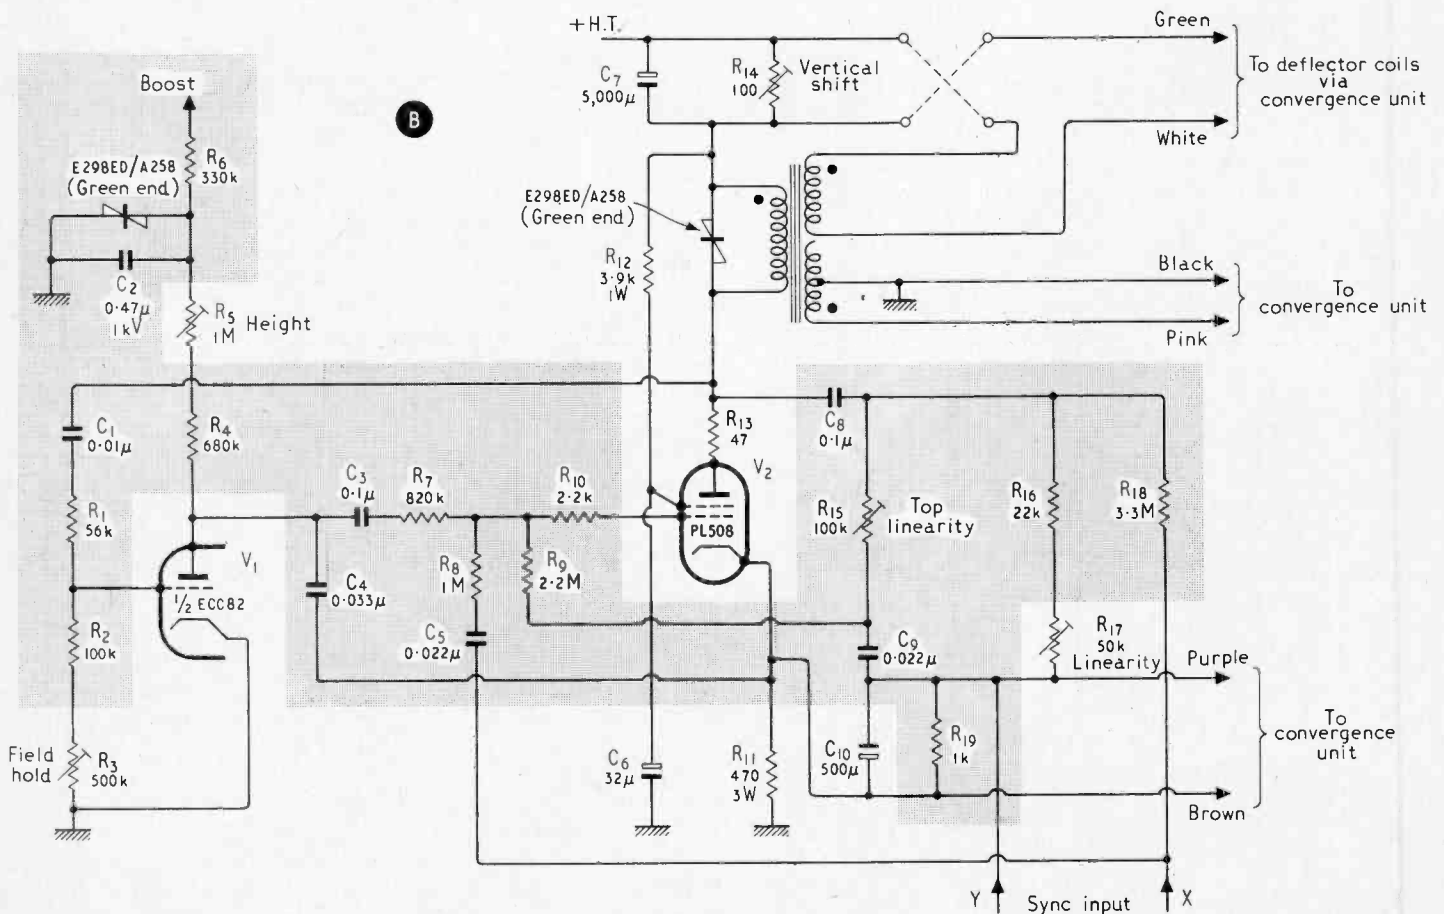 +H.T.
Green
Boost
C7
5,000μ
R14
100
Vertical
shift
To deflector coils
via
convergence unit
B
White
R6
330k
E298ED/A258
(Green end)
E298ED/A258
(Green end)
R12
3·9k
1W
Black
C2
0·47μ
1kV
R5
1M
Height
To
convergence
unit
Pink
C1
0·01μ
R4
680k
R13
47
C8
0·1μ
V2
C3
0·1μ
R7
820k
R10
2·2k
R1
56k
PL508
R15
100k
Top
linearity
R16
22k
R18
3·3M
V1
½ ECC82
C4
0·033μ
R8
1M
R9
2·2M
R2
100k
C5
0·022μ
C9
0·022μ
R17
50k
Linearity
Purple
Field
hold
R3
500k
C6
32μ
R11
470
3W
C10
500μ
R19
1k
To
convergence
unit
Brown
Y
Sync input
X